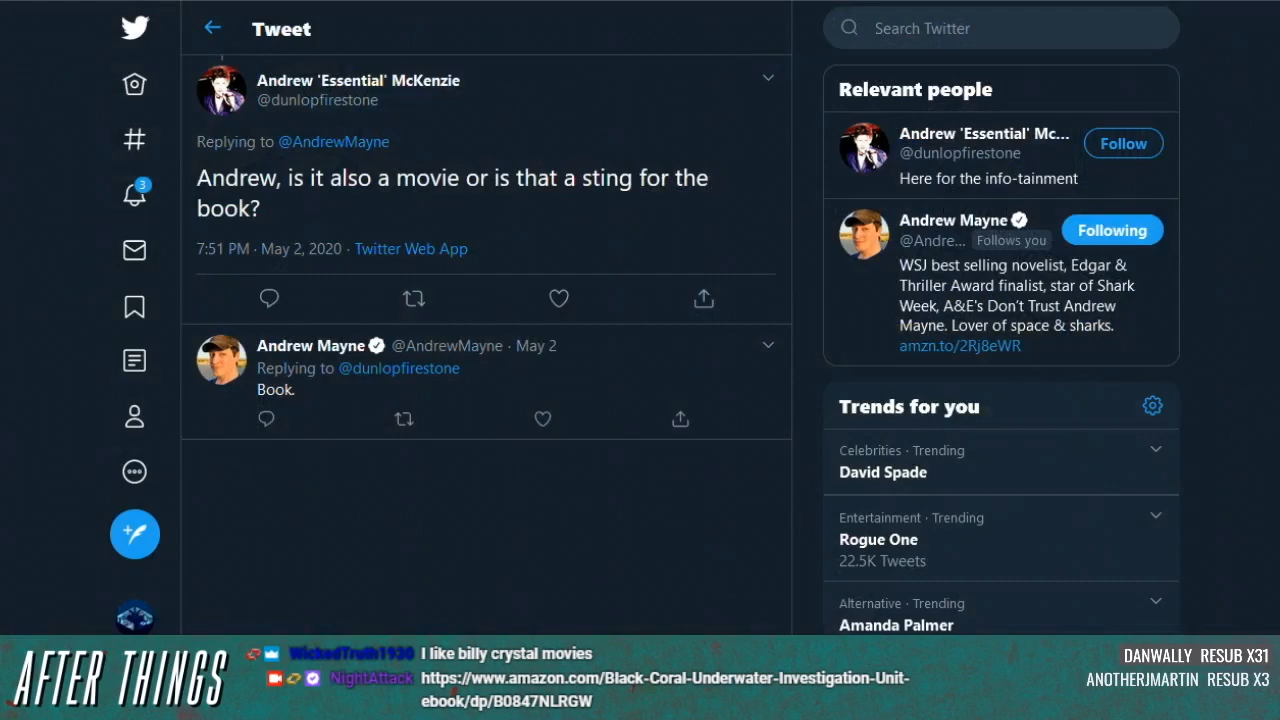 Tweet
Search Twitter
Andrew 'Essential' McKenzie
@dunlopfirestone
Replying to @AndrewMayne
Andrew, is it also a movie or is that a sting for the
book?
7:51 PM · May 2, 2020 · Twitter Web App
Andrew Mayne @AndrewMayne · May 2
Replying to @dunlopfirestone
Book.
3
Relevant people
Andrew 'Essential' Mc...
@dunlopfirestone
Follow
Here for the info-tainment
Andrew Mayne
@Andre... Follows you
Following
WSJ best selling novelist, Edgar &
Thriller Award finalist, star of Shark
Week, A&E's Don't Trust Andrew
Mayne. Lover of space & sharks.
amzn.to/2Rj8eWR
Trends for you
Celebrities · Trending
David Spade
Entertainment · Trending
Rogue One
22.5K Tweets
Alternative · Trending
Amanda Palmer
AFTER THINGS
WickedTruth1930 I like billy crystal movies
NightAttack https://www.amazon.com/Black-Coral-Underwater-Investigation-Unit-
ebook/dp/B0847NLRGW
DANWALLY RESUB X31
ANOTHERJMARTIN RESUB X3